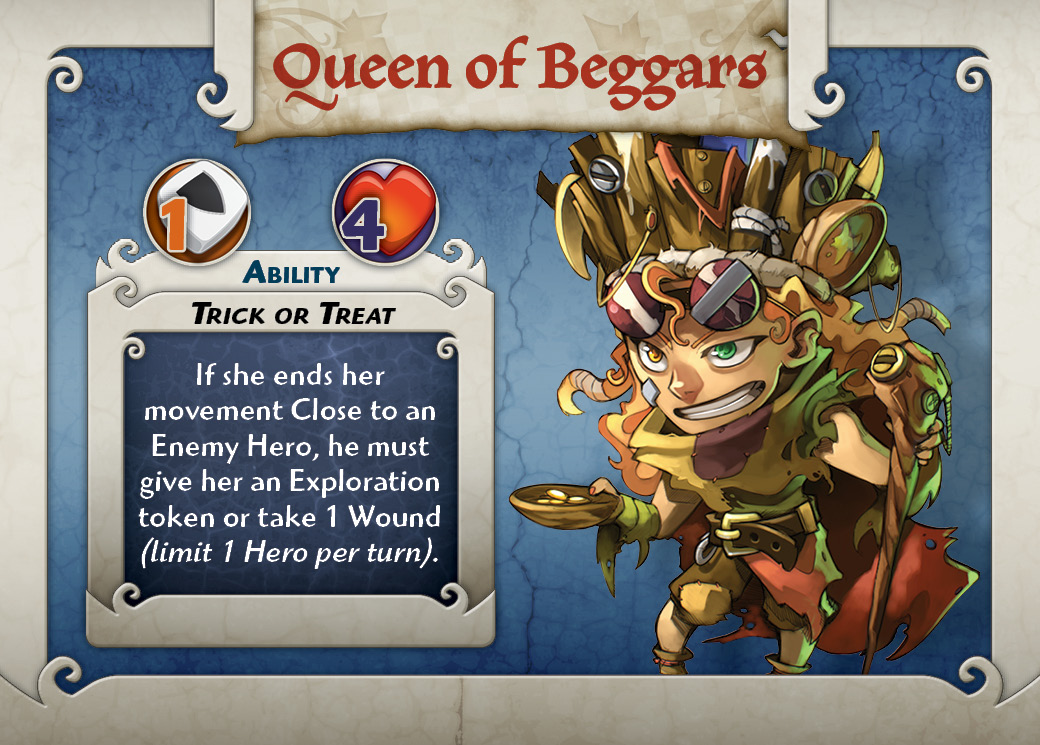 Queen of Beggars
1 4
Ability
Trick or Treat
If she ends her
movement Close to an
Enemy Hero, he must
give her an Exploration
token or take 1 Wound
(limit 1 Hero per turn).